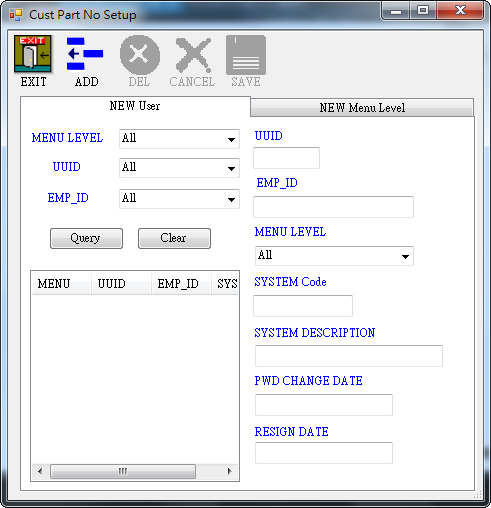 Cust Part No Setup
EXIT
EXIT ADD DEL CANCEL SAVE
NEW User NEW Menu Level
MENU LEVEL All
UUID All
EMP_ID All
Query Clear
MENU UUID EMP_ID SYS
UUID
EMP_ID
MENU LEVEL
All
SYSTEM Code
SYSTEM DESCRIPTION
PWD CHANGE DATE
RESIGN DATE